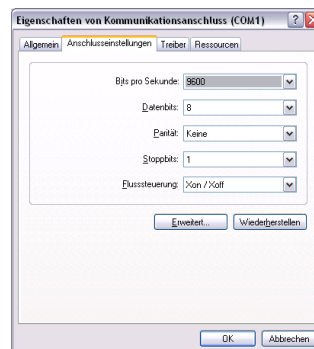 Eigenschaften von Kommunikationsanschluss (COM1)
Allgemein Anschlusseinstellungen Treiber Ressourcen
Bits pro Sekunde: 9600
Datenbits: 8
Parität: Keine
Stoppbits: 1
Flusssteuerung: Xon / Xoff
Erweitert... Wiederherstellen
OK Abbrechen